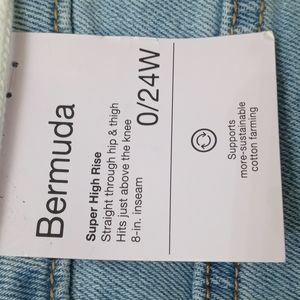 Bermuda
Super High Rise
Straight through hip & thigh
Hits just above the knee
8-in. inseam
0/24W
Supports
more-sustainable
cotton farming